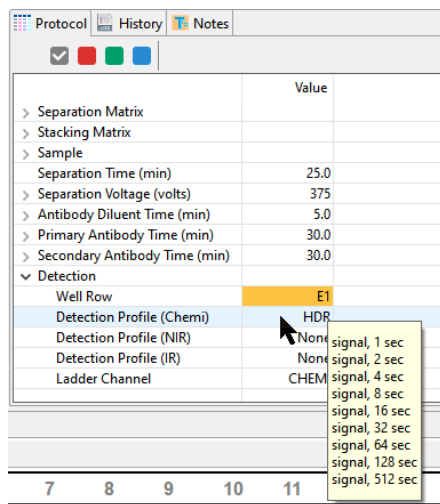 Protocol History Notes
Value
Separation Matrix
Stacking Matrix
Sample
Separation Time (min) 25.0
Separation Voltage (volts) 375
Antibody Diluent Time (min) 5.0
Primary Antibody Time (min) 30.0
Secondary Antibody Time (min) 30.0
Detection
Well Row E1
Detection Profile (Chemi) HDR
Detection Profile (NIR) None
Detection Profile (IR) None
Ladder Channel CHEM
signal, 1 sec
signal, 2 sec
signal, 4 sec
signal, 8 sec
signal, 16 sec
signal, 32 sec
signal, 64 sec
signal, 128 sec
signal, 512 sec
7 8 9 10 11